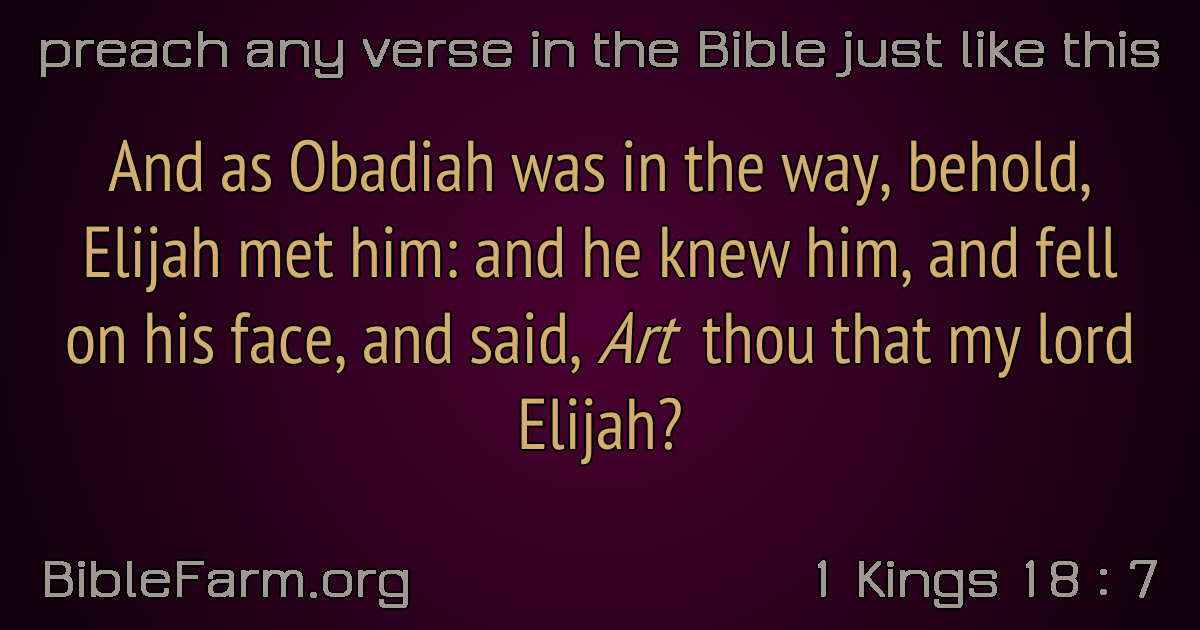 preach any verse in the Bible just like this
And as Obadiah was in the way, behold,
Elijah met him: and he knew him, and fell
on his face, and said, Art thou that my lord
Elijah?
BibleFarm.org
1 Kings 18 : 7